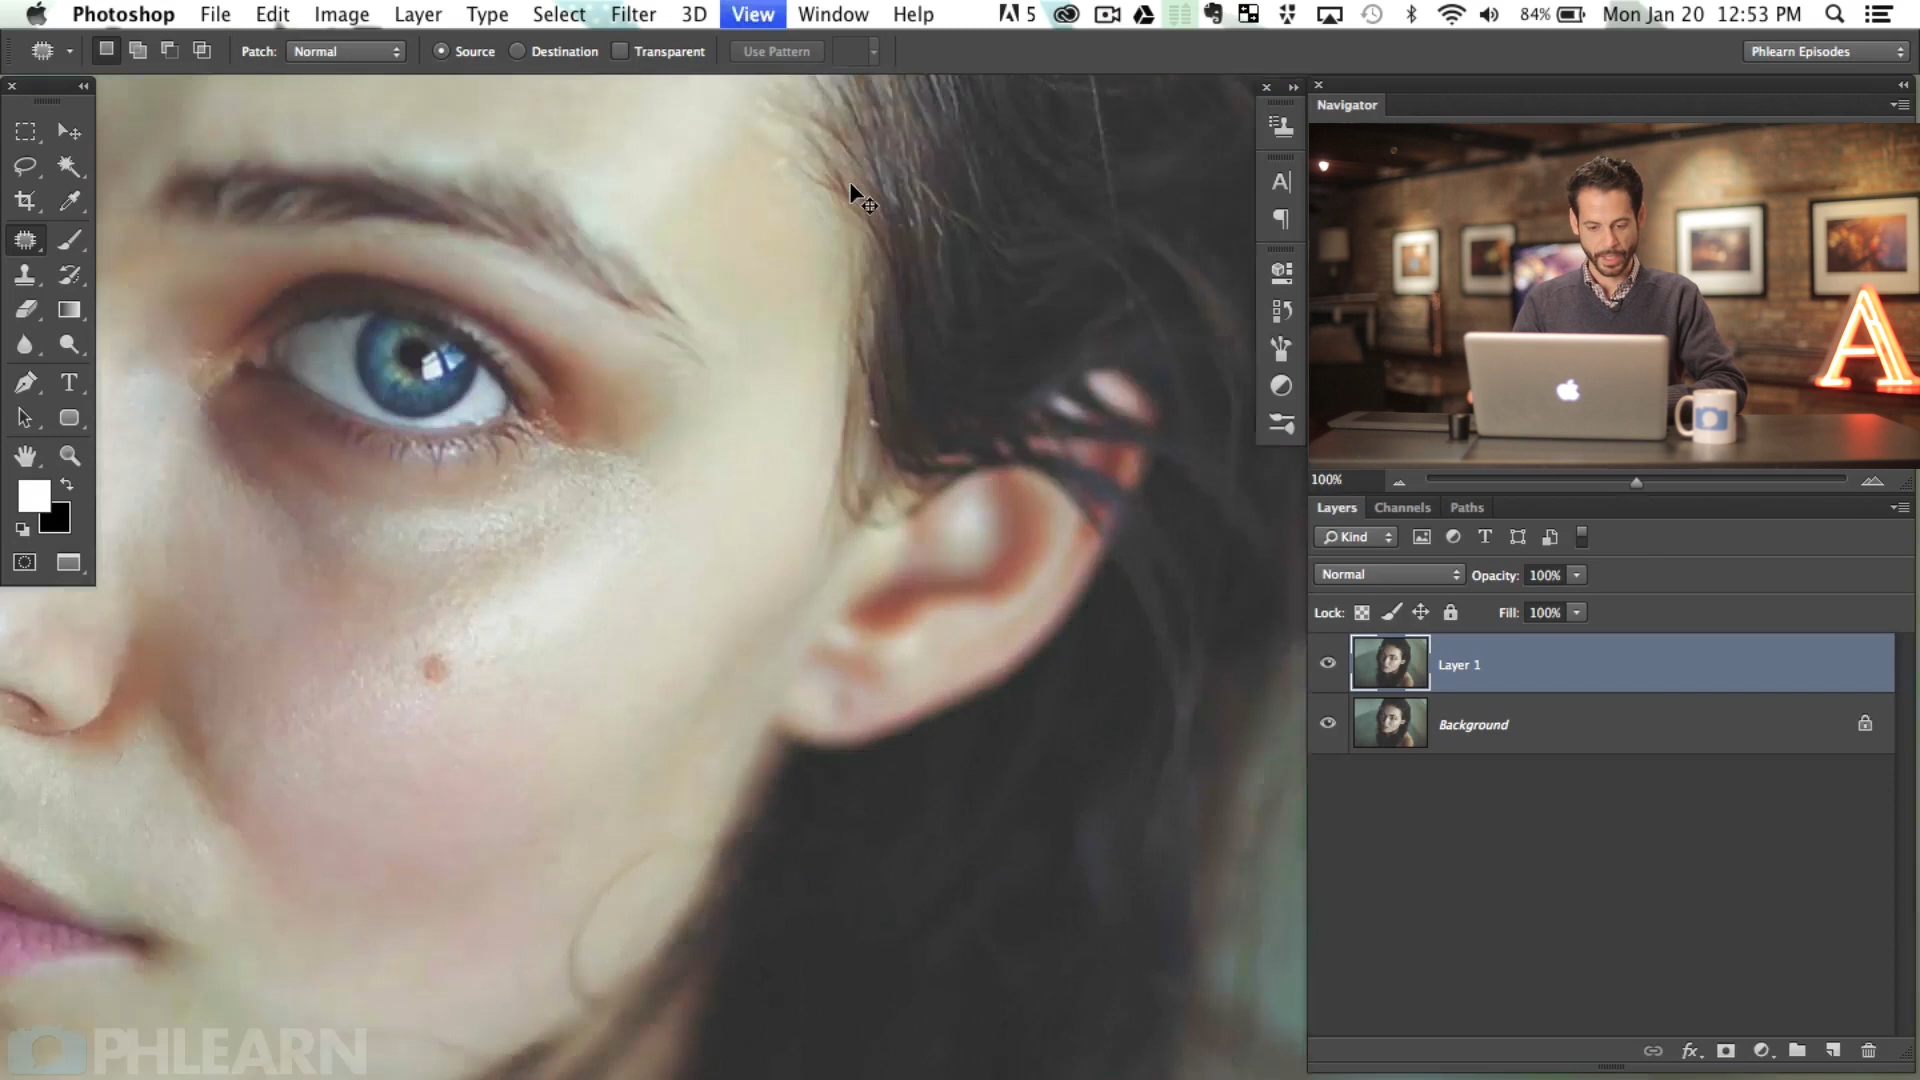 Photoshop File Edit Image Layer Type Select Filter 3D View Window Help 5 84% Mon Jan 20 12:53 PM
Patch: Normal Source Destination Transparent Use Pattern Phlearn Episodes
Navigator
A
100%
Layers Channels Paths
Kind
Normal Opacity: 100%
Lock: Fill: 100%
Layer 1
Background
PHLEARN